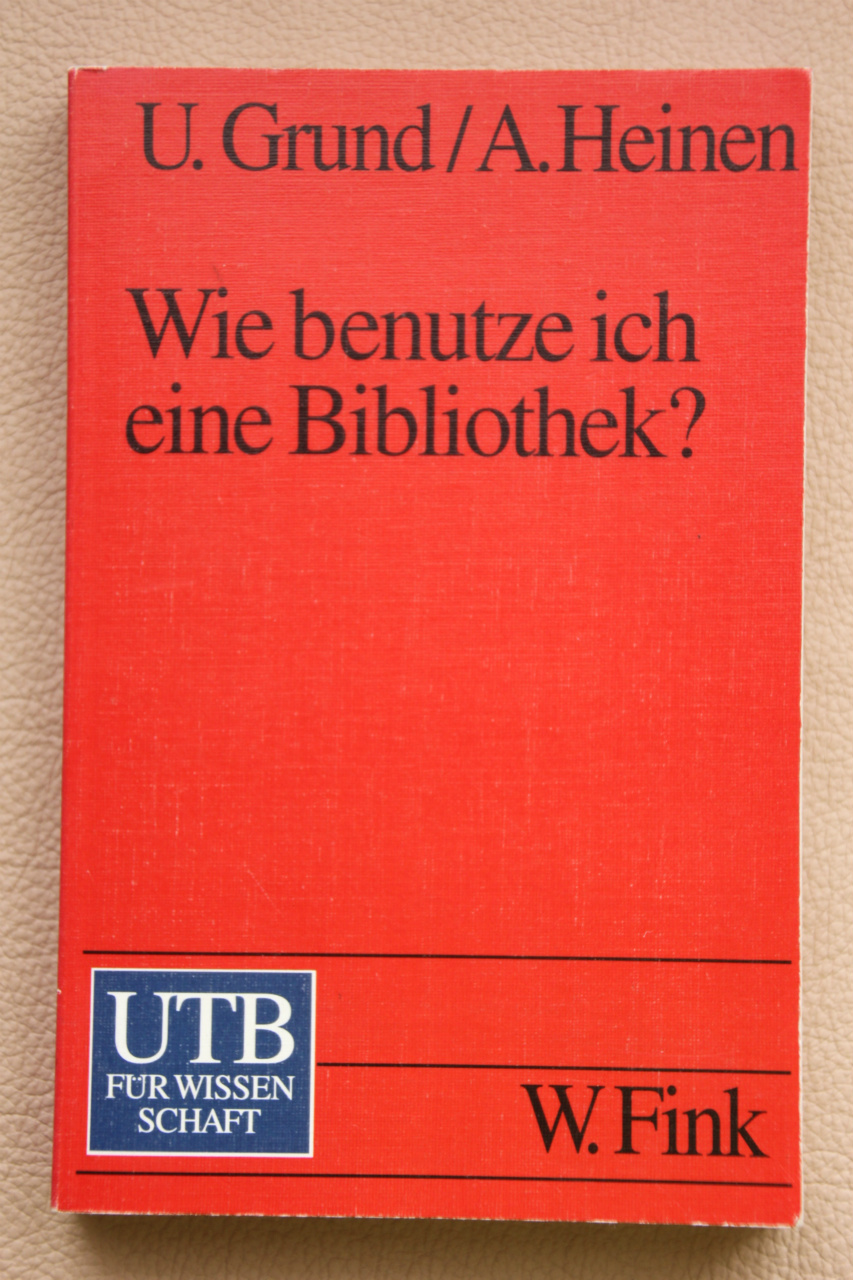 U. Grund / A. Heinen
Wie benutze ich
eine Bibliothek?
UTB
FÜR WISSEN
SCHAFT
W. Fink